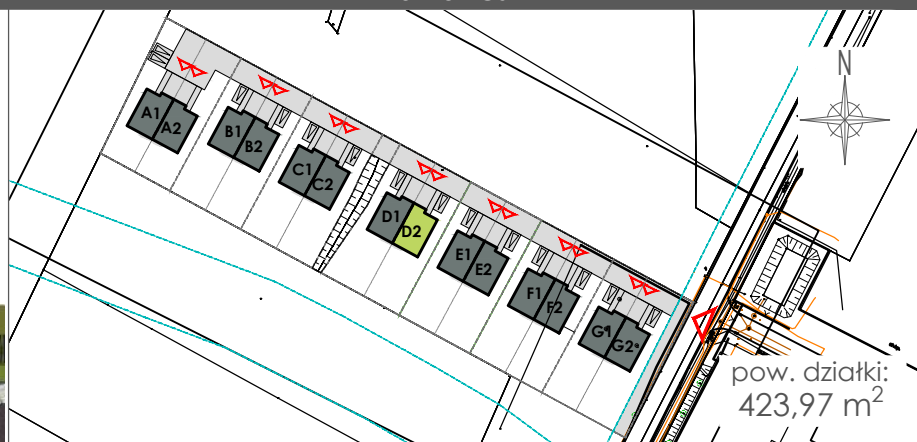 N
A1
A2
B1
B2
C1
C2
D1
D2
E1
E2
F1
F2
G1
G2
pow. działki:
423,97 m²